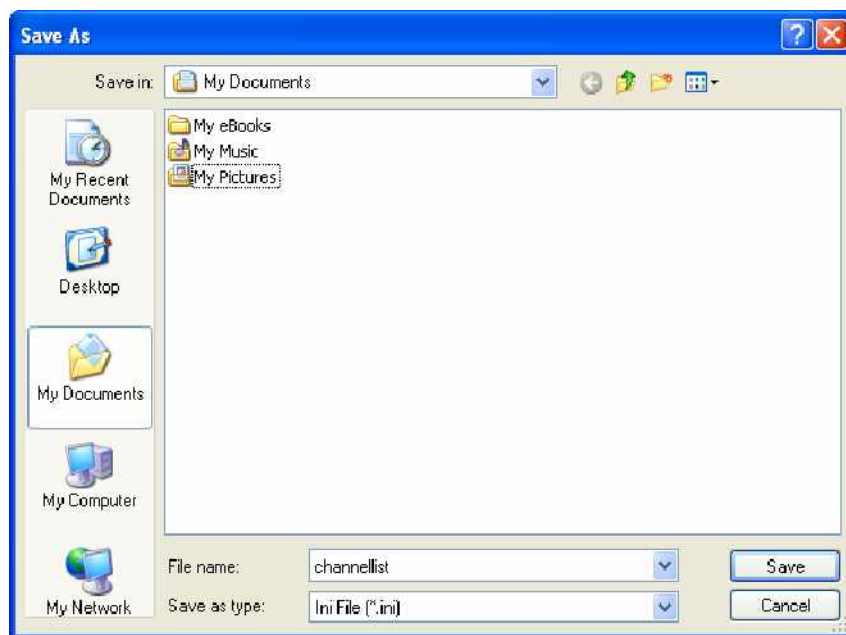 Save As
?
Save in:
My Documents
My Recent
Documents
Desktop
My Documents
My Computer
My Network
My eBooks
My Music
My Pictures
File name:
channellist
Save
Save as type:
Ini File (*.ini)
Cancel